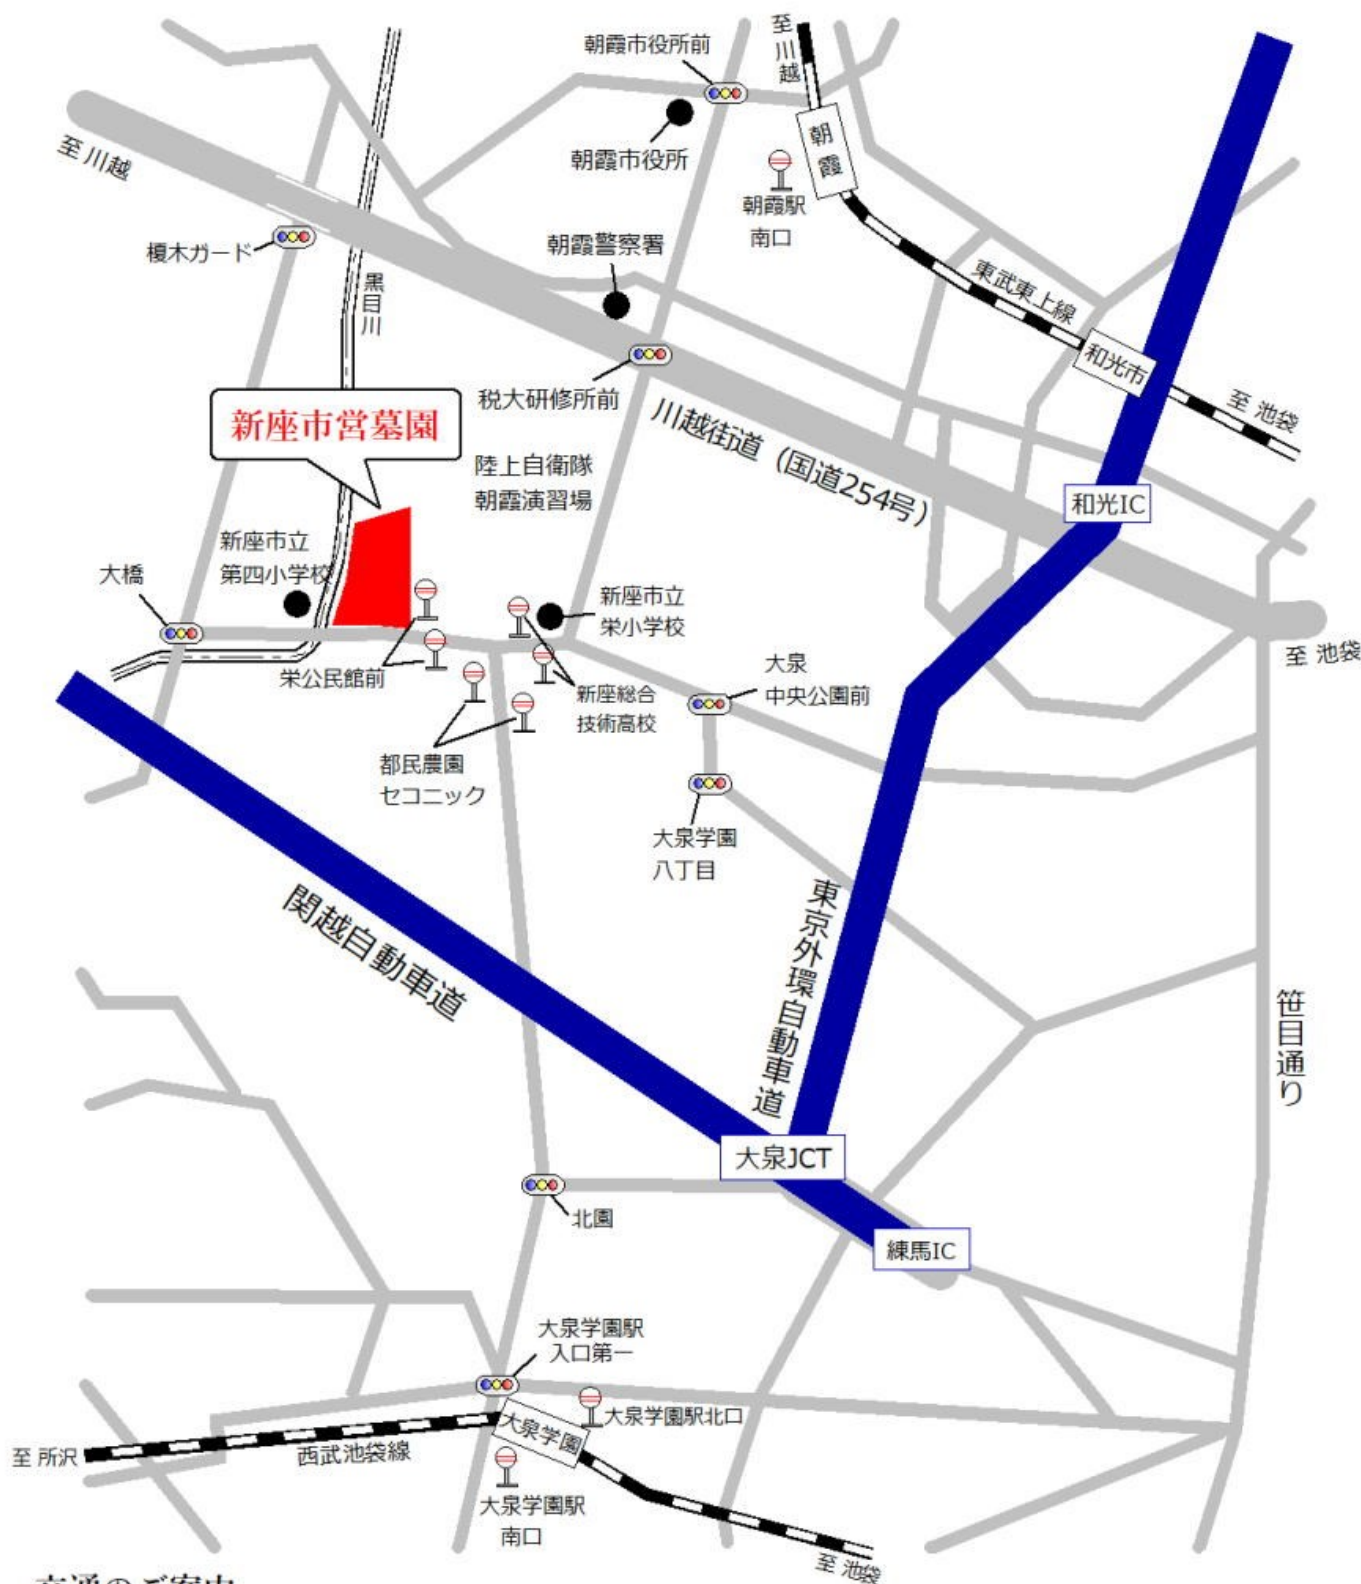 至 川越
朝霞市役所前
朝霞市役所
朝霞
朝霞駅
南口
至 川越
榎木ガード
黒目川
朝霞警察署
東武東上線
和光市
至 池袋
税大研修所前
川越街道（国道254号）
新座市営墓園
陸上自衛隊
朝霞演習場
和光IC
新座市立
第四小学校
大橋
新座市立
栄小学校
栄公民館前
新座総合
技術高校
大泉
中央公園前
至 池袋
都民農園
セコニック
大泉学園
八丁目
関越自動車道
東京外環自動車道
笹目通り
大泉JCT
北園
練馬IC
大泉学園駅
入口第一
大泉学園駅北口
大泉学園
至 所沢
西武池袋線
大泉学園駅
南口
至 池袋
交通のご案内